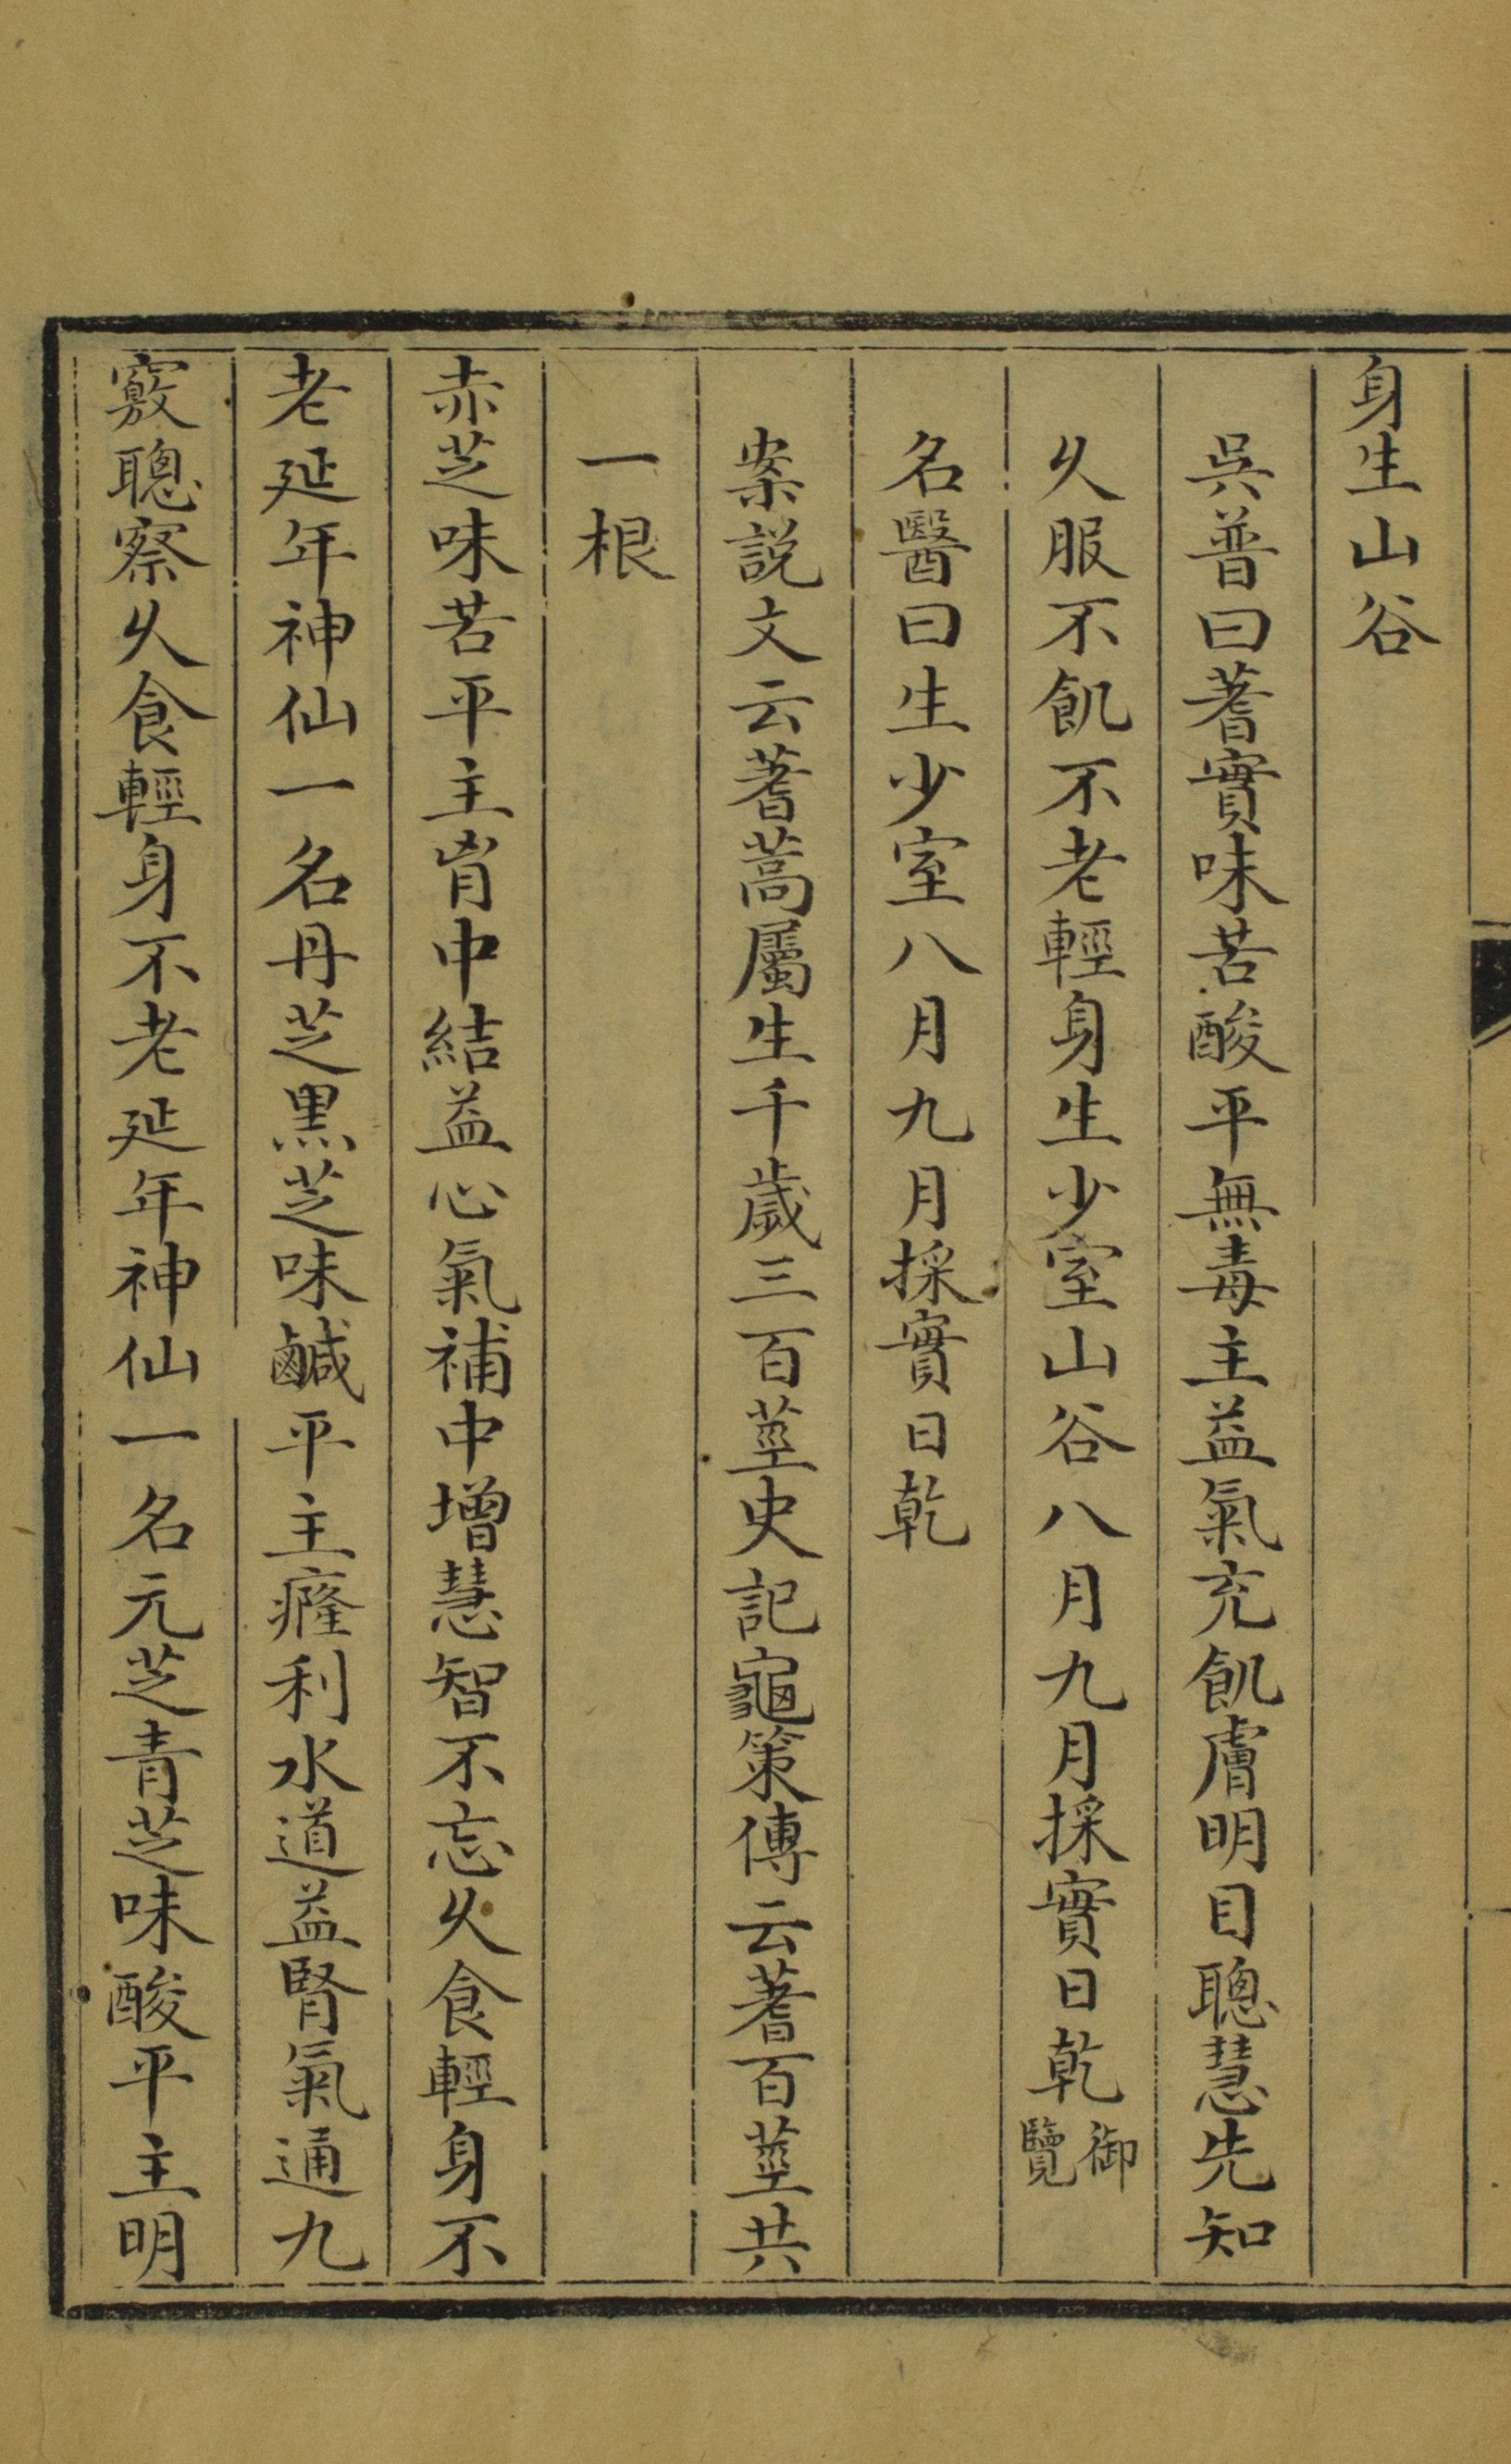 身生山谷
吳普曰蓍實味苦酸平無毒主益氣充飢膚明目聰慧先知
乆服不飢不老輕身生少室山谷八月九月採實日乾御覽
名醫曰生少室八月九月採實日乾
案説文云蓍蒿屬生千歲三百莖史記龜策傳云蓍百莖共
一根
赤芝味苦平主胷中結益心氣補中增慧智不忘乆食輕身不
老延年神仙一名丹芝黒芝味鹹平主癃利水道益腎氣通九
竅聰察乆食輕身不老延年神仙一名元芝青芝味酸平主明